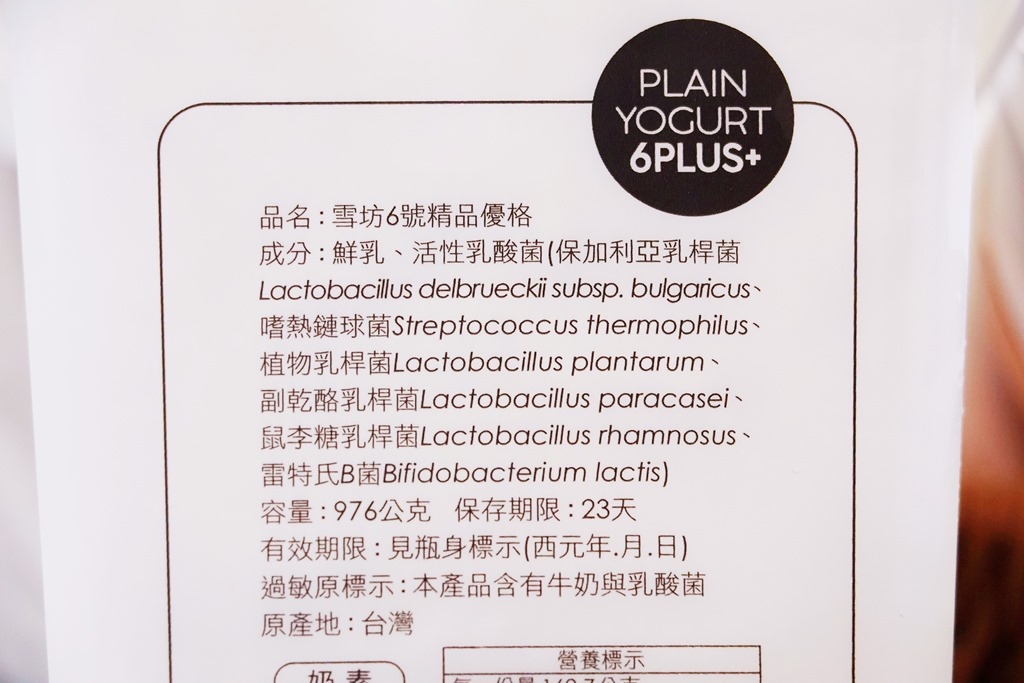 PLAIN
YOGURT
6PLUS+
品名：雪坊6號精品優格
成分：鮮乳、活性乳酸菌(保加利亞乳桿菌
Lactobacillus delbrueckii subsp. bulgaricus、
嗜熱鏈球菌Streptococcus thermophilus、
植物乳桿菌Lactobacillus plantarum、
副乾酪乳桿菌Lactobacillus paracasei、
鼠李糖乳桿菌Lactobacillus rhamnosus、
雷特氏B菌Bifidobacterium lactis)
容量：976公克 保存期限：23天
有效期限：見瓶身標示(西元年.月.日)
過敏原標示：本產品含有牛奶與乳酸菌
原產地：台灣
奶素
營養標示